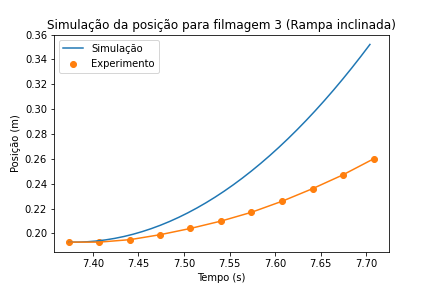 Simulação da posição para filmagem 3 (Rampa inclinada)
Simulação
Experimento
0.36
0.34
0.32
0.30
0.28
0.26
0.24
0.22
0.20
Posição (m)
7.40 7.45 7.50 7.55 7.60 7.65 7.70
Tempo (s)